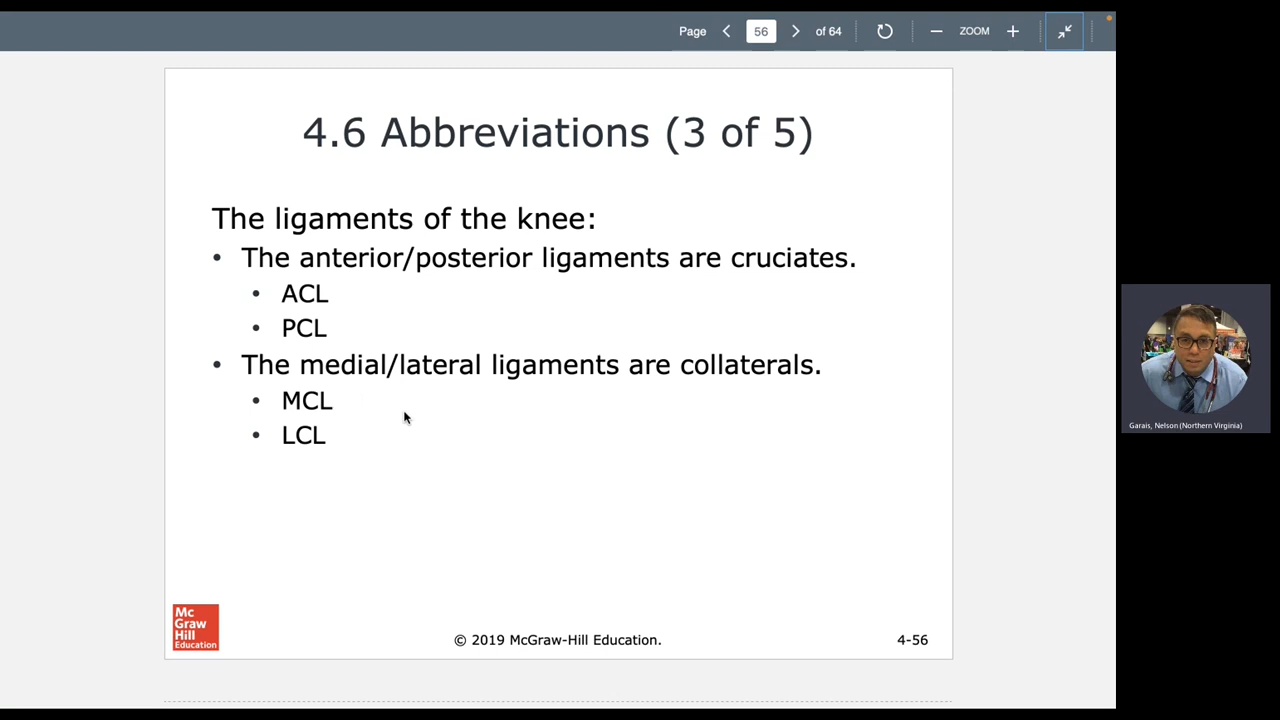 Page 56 of 64 ZOOM
4.6 Abbreviations (3 of 5)
The ligaments of the knee:
• The anterior/posterior ligaments are cruciates.
• ACL
• PCL
• The medial/lateral ligaments are collaterals.
• MCL
• LCL
Mc
Graw
Hill
Education
© 2019 McGraw-Hill Education.
4-56
Garais, Nelson (Northern Virginia)